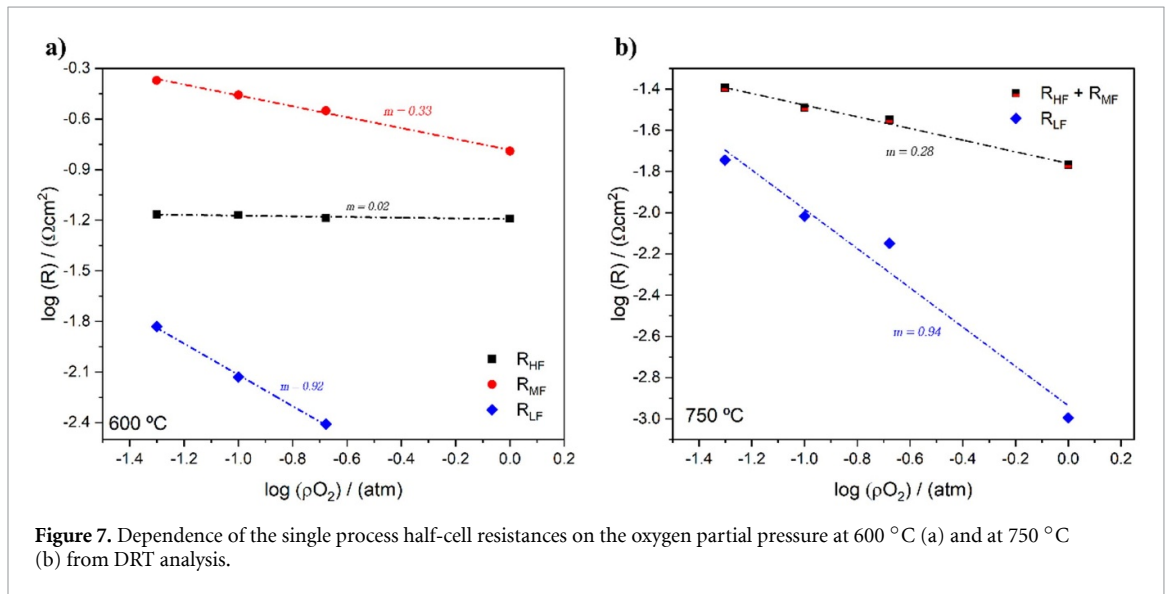 a)
-0.3
-0.6
-0.9
-1.2
-1.5
-1.8
-2.1
-2.4
log (R) / (Ωcm²)
m = 0.33
m = 0.02
m = 0.92
R_HF
R_MF
R_LF
600 ºC
-1.4 -1.2 -1.0 -0.8 -0.6 -0.4 -0.2 0.0 0.2
log (ρO₂) / (atm)
b)
-1.4
-1.6
-1.8
-2.0
-2.2
-2.4
-2.6
-2.8
-3.0
log (R) / (Ωcm²)
R_HF + R_MF
R_LF
m = 0.28
m = 0.94
750 ºC
-1.4 -1.2 -1.0 -0.8 -0.6 -0.4 -0.2 0.0 0.2
log (ρO₂) / (atm)
Figure 7. Dependence of the single process half-cell resistances on the oxygen partial pressure at 600 °C (a) and at 750 °C
(b) from DRT analysis.